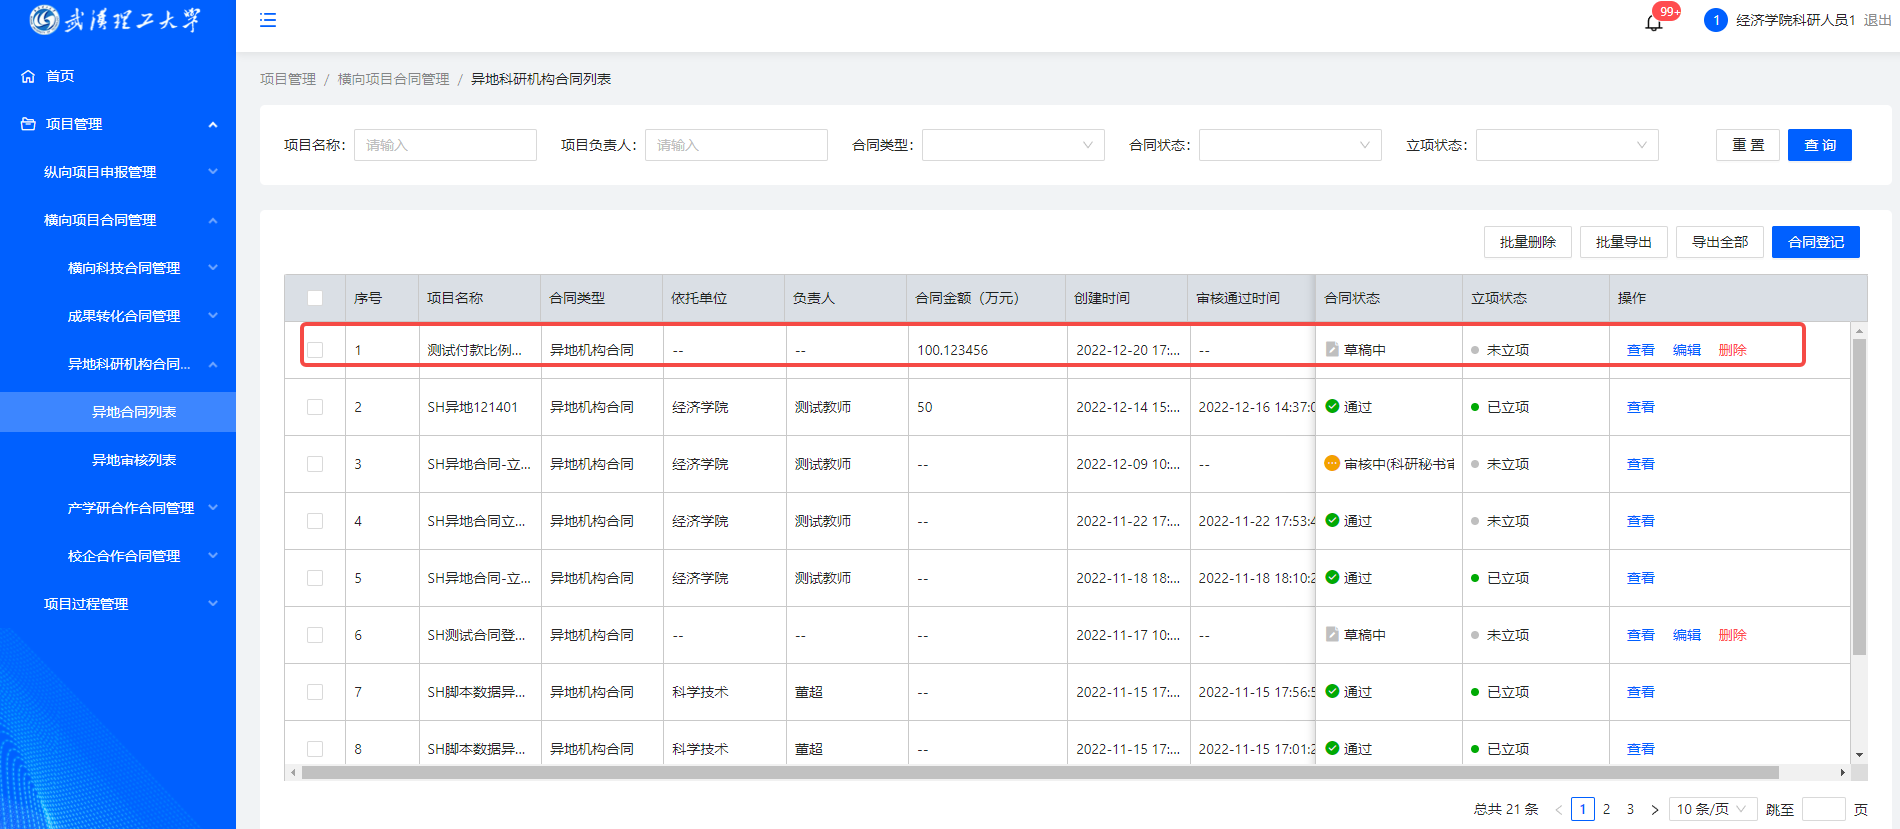 武汉理工大学
99+
1 经济学院科研人员1 退出
首页
项目管理
纵向项目申报管理
横向项目合同管理
横向科技合同管理
成果转化合同管理
异地科研机构合同...
异地合同列表
异地审核列表
产学研合作合同管理
校企合作合同管理
项目过程管理
项目管理 / 横向项目合同管理 / 异地科研机构合同列表
项目名称: 请输入 项目负责人: 请输入 合同类型: 合同状态: 立项状态: 重 置 查 询
批量删除 批量导出 导出全部 合同登记
序号 项目名称 合同类型 依托单位 负责人 合同金额（万元） 创建时间 审核通过时间 合同状态 立项状态 操作
1 测试付款比例... 异地机构合同 -- -- 100.123456 2022-12-20 17:... -- 草稿中 未立项 查看 编辑 删除
2 SH异地121401 异地机构合同 经济学院 测试教师 50 2022-12-14 15:... 2022-12-16 14:37:0 通过 已立项 查看
3 SH异地合同-立... 异地机构合同 经济学院 测试教师 -- 2022-12-09 10:... -- 审核中(科研秘书审 未立项 查看
4 SH异地合同立... 异地机构合同 经济学院 测试教师 -- 2022-11-22 17:... 2022-11-22 17:53:4 通过 未立项 查看
5 SH异地合同-立... 异地机构合同 经济学院 测试教师 -- 2022-11-18 18:... 2022-11-18 18:10:2 通过 已立项 查看
6 SH测试合同登... 异地机构合同 -- -- -- 2022-11-17 10:... -- 草稿中 未立项 查看 编辑 删除
7 SH脚本数据异... 异地机构合同 科学技术 董超 -- 2022-11-15 17:... 2022-11-15 17:56:5 通过 已立项 查看
8 SH脚本数据异... 异地机构合同 科学技术 董超 -- 2022-11-15 17:... 2022-11-15 17:01:2 通过 已立项 查看
总共 21 条 < 1 2 3 > 10 条/页 跳至 页